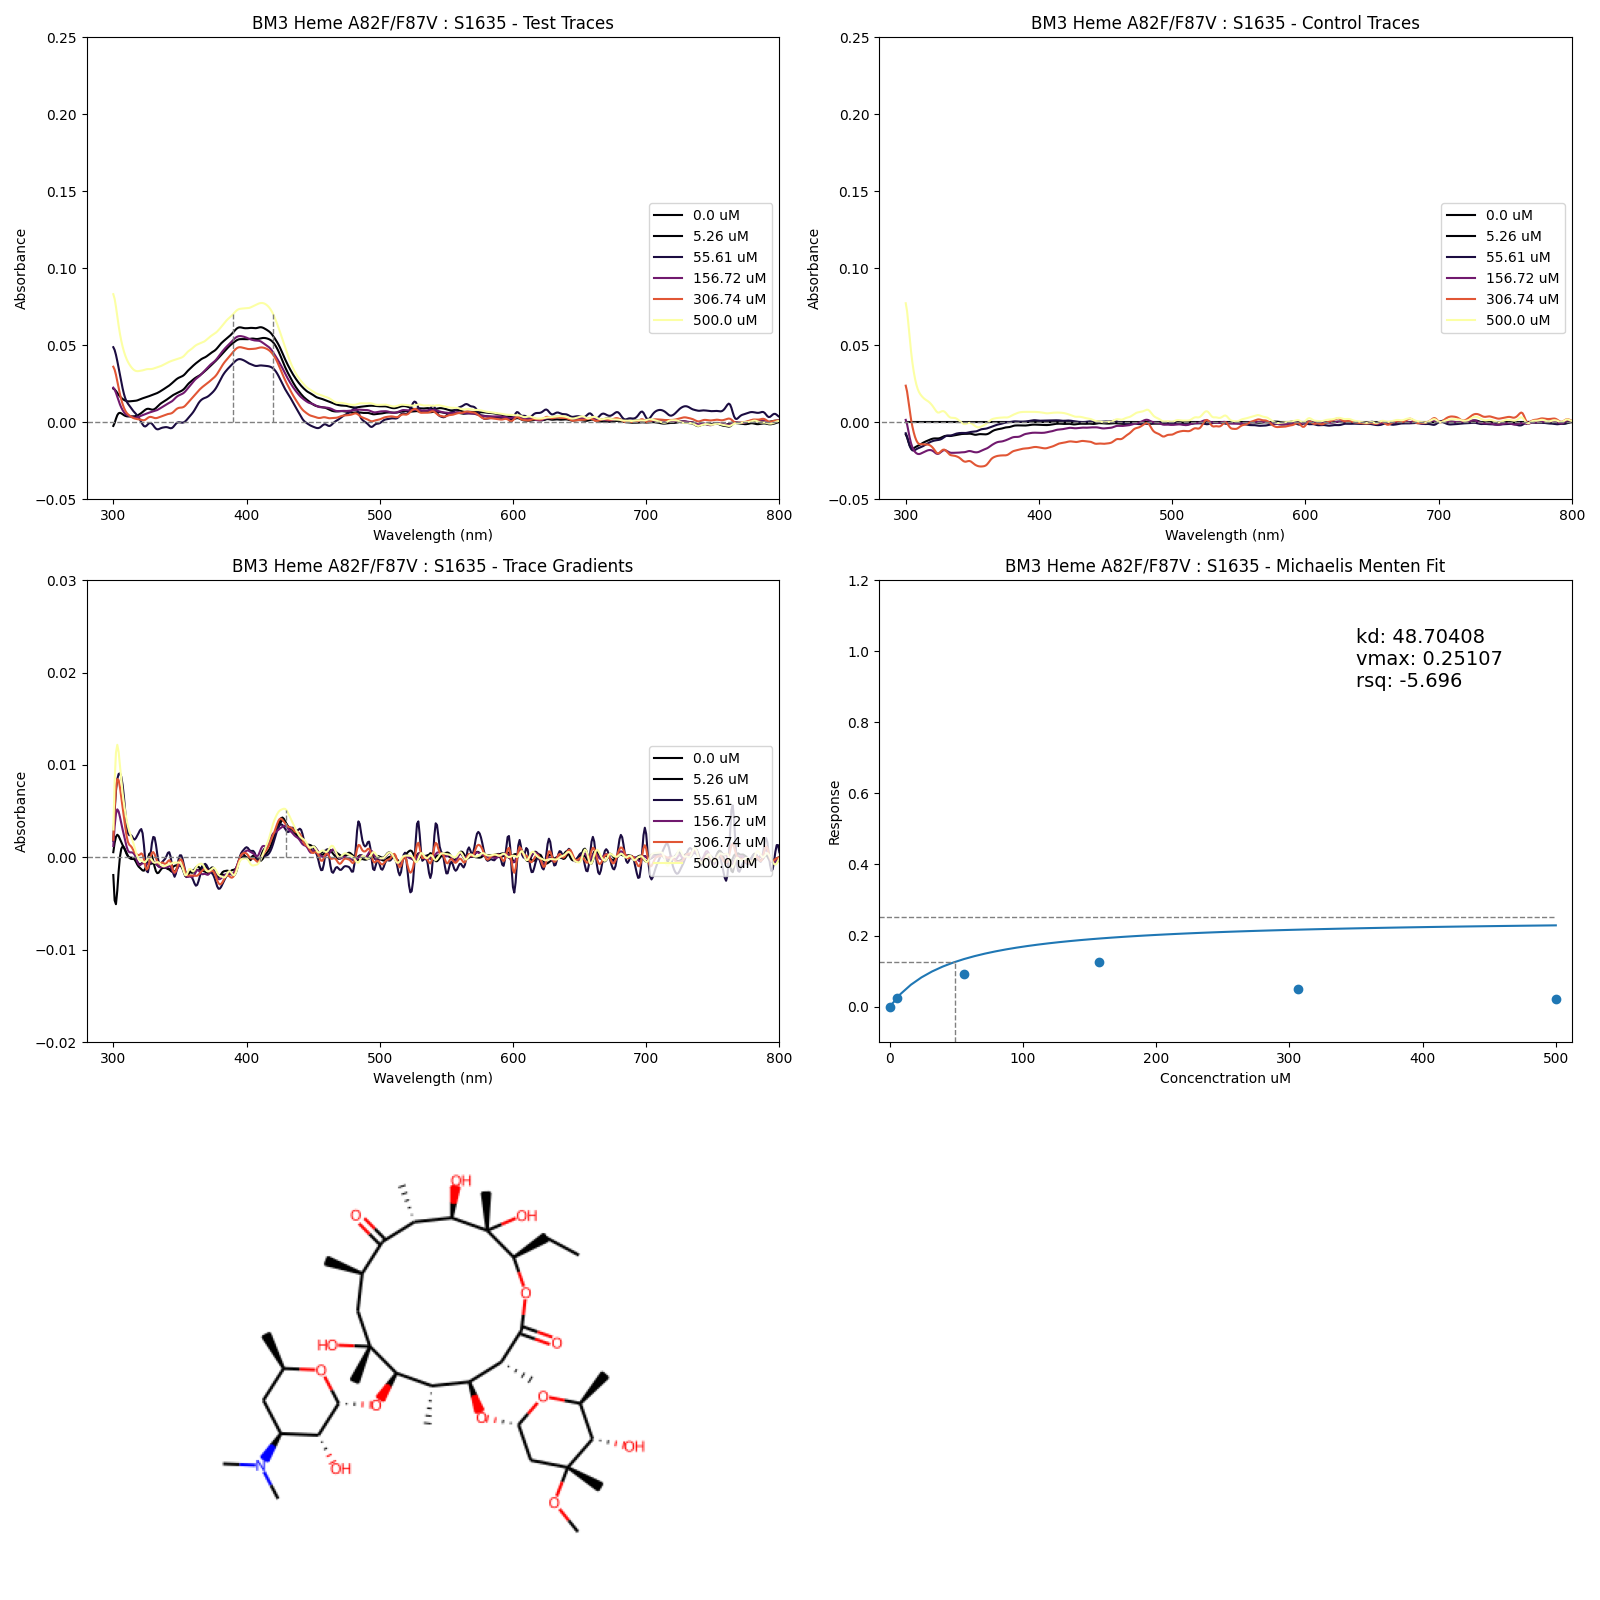 BM3 Heme A82F/F87V : S1635 - Test Traces
0.25
0.20
0.15
0.10
0.05
0.00
−0.05
Absorbance
300 400 500 600 700 800
Wavelength (nm)
0.0 uM
5.26 uM
55.61 uM
156.72 uM
306.74 uM
500.0 uM
BM3 Heme A82F/F87V : S1635 - Control Traces
0.25
0.20
0.15
0.10
0.05
0.00
−0.05
Absorbance
300 400 500 600 700 800
Wavelength (nm)
0.0 uM
5.26 uM
55.61 uM
156.72 uM
306.74 uM
500.0 uM
BM3 Heme A82F/F87V : S1635 - Trace Gradients
0.03
0.02
0.01
0.00
−0.01
−0.02
Absorbance
300 400 500 600 700 800
Wavelength (nm)
0.0 uM
5.26 uM
55.61 uM
156.72 uM
306.74 uM
500.0 uM
BM3 Heme A82F/F87V : S1635 - Michaelis Menten Fit
1.2
1.0
0.8
0.6
0.4
0.2
0.0
Response
0 100 200 300 400 500
Concenctration uM
kd: 48.70408
vmax: 0.25107
rsq: -5.696
OH
O
OH
O
HO
O
O
O
O
O
O
OH
N
OH
O